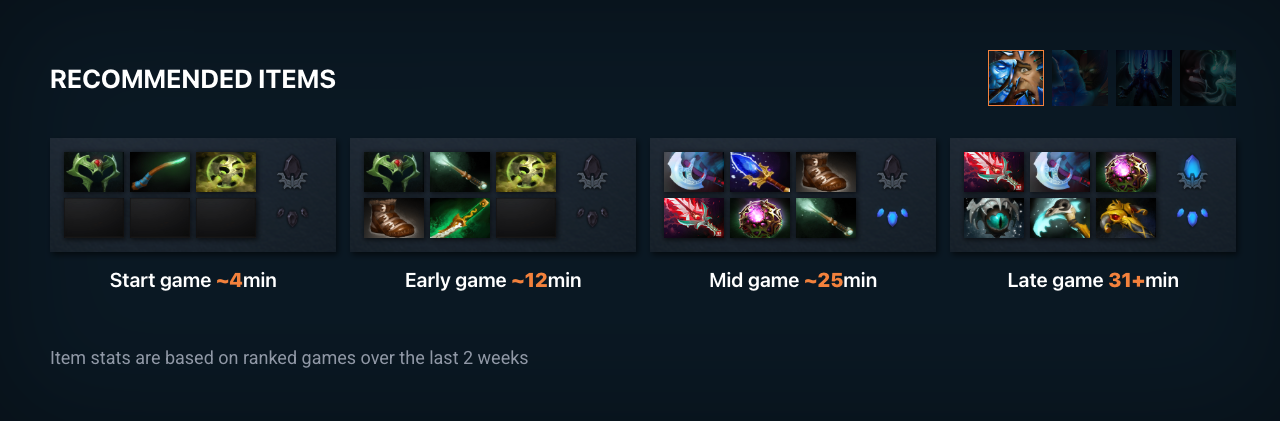 RECOMMENDED ITEMS
Start game ~4min
Early game ~12min
Mid game ~25min
Late game 31+min
Item stats are based on ranked games over the last 2 weeks